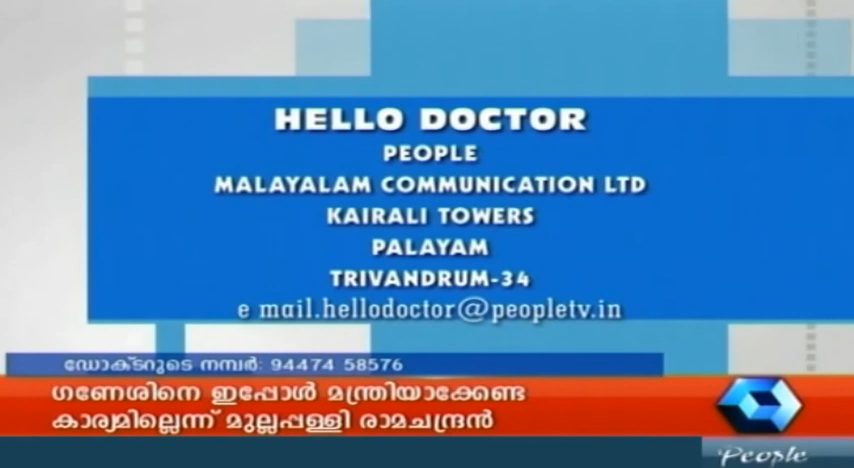 HELLO DOCTOR
PEOPLE
MALAYALAM COMMUNICATION LTD
KAIRALI TOWERS
PALAYAM
TRIVANDRUM-34
e mail.hellodoctor@peopletv.in
ഡോക്ടറുടെ നമ്പർ: 94474 58576
ഗണേശിനെ ഇപ്പോൾ മന്ത്രിയാക്കേണ്ട
കാര്യമില്ലെന്ന് മുല്ലപ്പള്ളി രാമചന്ദ്രൻ
People